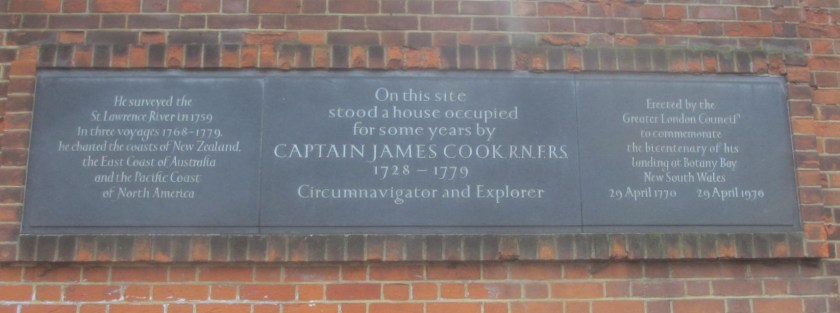 He surveyed the
St. Lawrence River in 1759
In three voyages 1768–1779,
he charted the coasts of New Zealand,
the East Coast of Australia
and the Pacific Coast
of North America
On this site
stood a house occupied
for some years by
CAPTAIN JAMES COOK. R.N. F.R.S.
1728 – 1779
Circumnavigator and Explorer
Erected by the
Greater London Council
to commemorate
the bicentenary of his
landing at Botany Bay
New South Wales
29 April 1770 29 April 1970